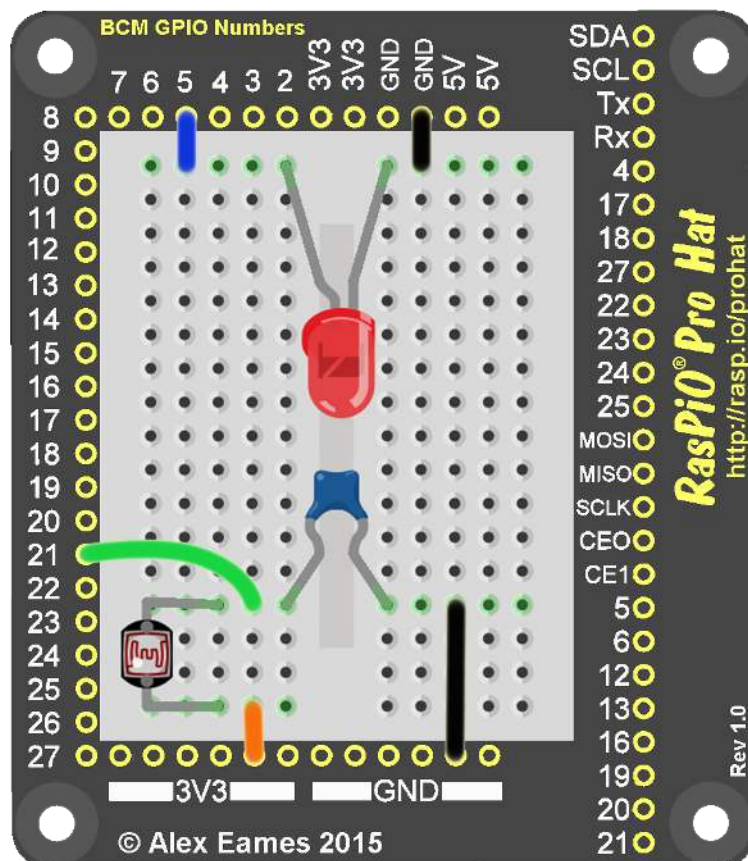 BCM GPIO Numbers
7 6 5 4 3 2 3V3 3V3 GND GND 5V 5V
8
9
10
11
12
13
14
15
16
17
18
19
20
21
22
23
24
25
26
27
SDA
SCL
Tx
Rx
4
17
18
27
22
23
24
25
MOSI
MISO
SCLK
CEO
CE1
5
6
12
13
16
19
20
21
RasPiO® Pro Hat
http://rasp.io/prohat
Rev 1.0
3V3 GND
© Alex Eames 2015